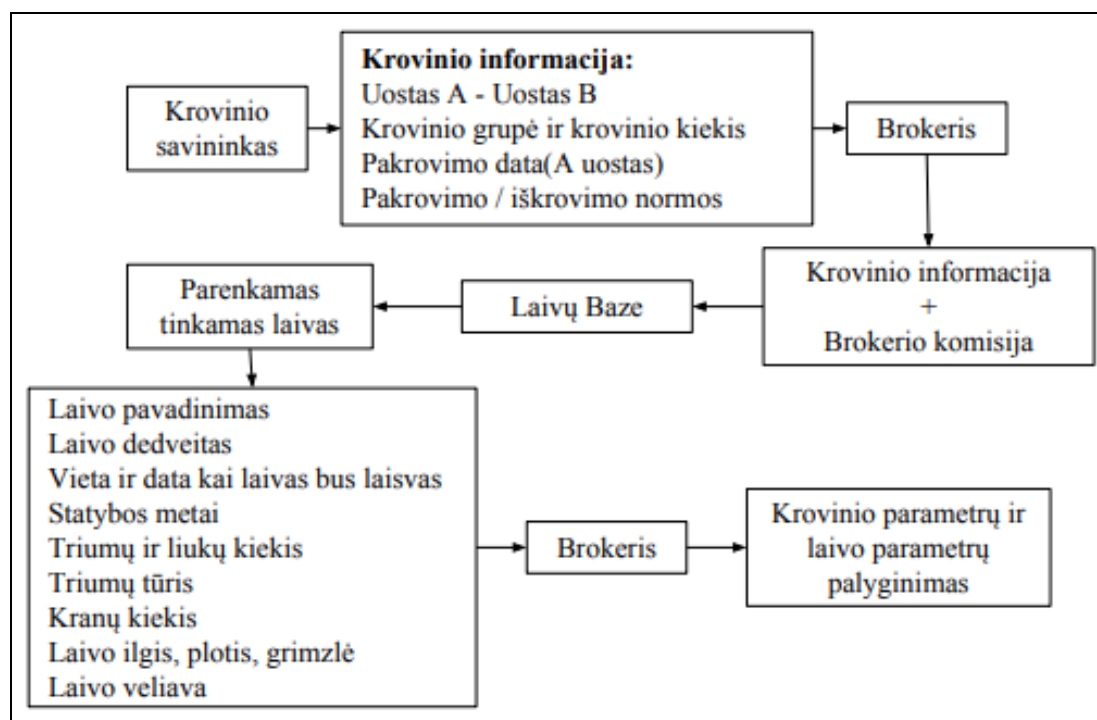 Krovinio
savininkas
Krovinio informacija:
Uostas A - Uostas B
Krovinio grupė ir krovinio kiekis
Pakrovimo data(A uostas)
Pakrovimo / iškrovimo normos
Brokeris
Krovinio informacija
+
Brokerio komisija
Laivų Baze
Parenkamas
tinkamas laivas
Laivo pavadinimas
Laivo dedveitas
Vieta ir data kai laivas bus laisvas
Statybos metai
Triumų ir liukų kiekis
Triumų tūris
Kranų kiekis
Laivo ilgis, plotis, grimzlė
Laivo veliava
Brokeris
Krovinio parametrų ir
laivo parametrų
palyginimas